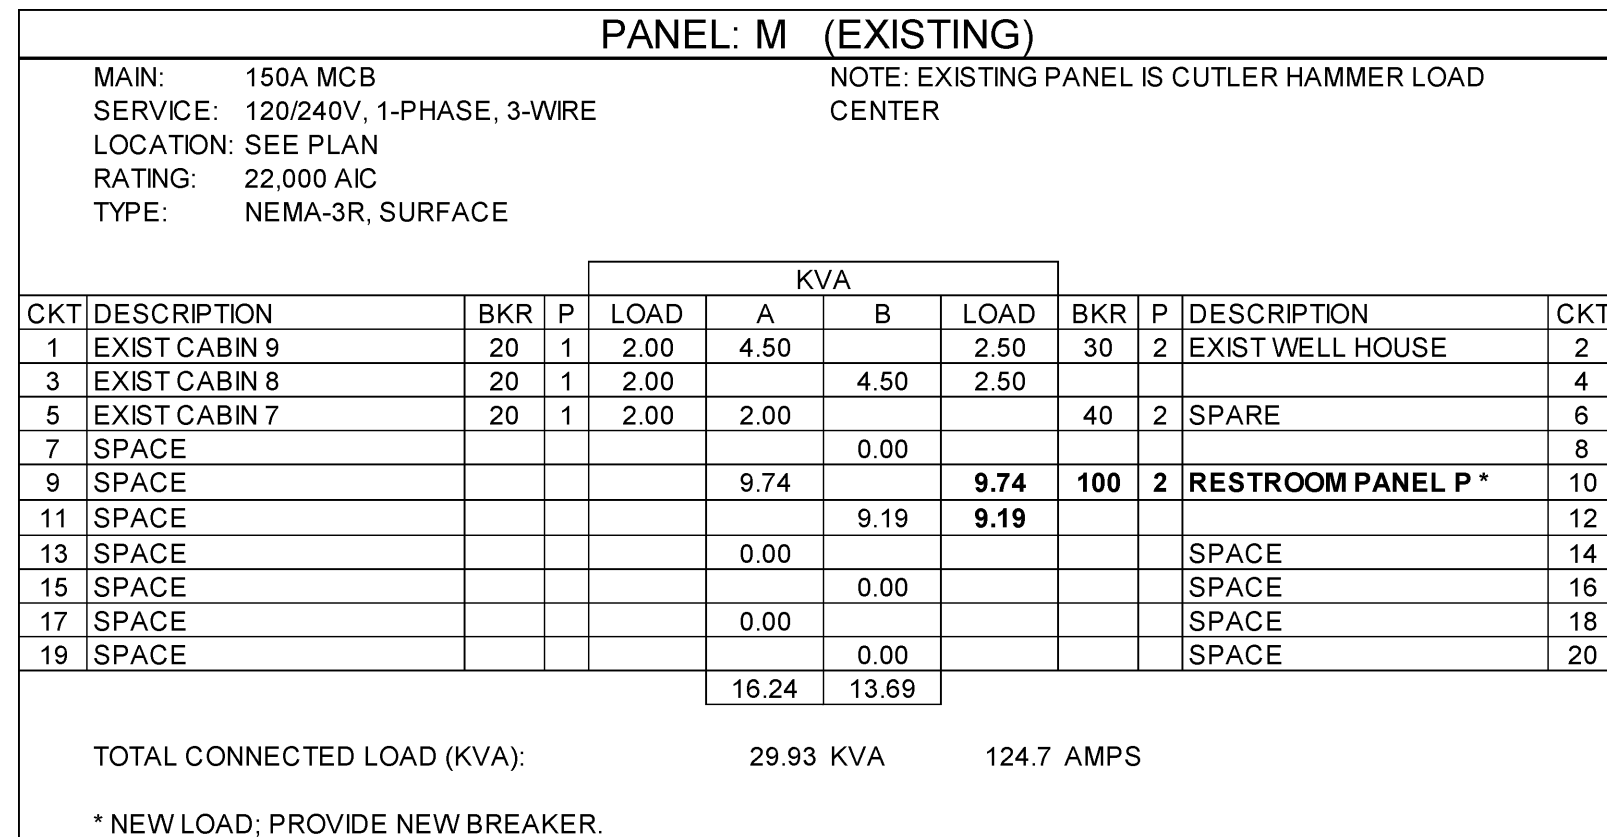 PANEL: M (EXISTING)
MAIN: 150A MCB NOTE: EXISTING PANEL IS CUTLER HAMMER LOAD
SERVICE: 120/240V, 1-PHASE, 3-WIRE CENTER
LOCATION: SEE PLAN
RATING: 22,000 AIC
TYPE: NEMA-3R, SURFACE
KVA
CKT DESCRIPTION BKR P LOAD A B LOAD BKR P DESCRIPTION CKT
1 EXIST CABIN 9 20 1 2.00 4.50 2.50 30 2 EXIST WELL HOUSE 2
3 EXIST CABIN 8 20 1 2.00 4.50 2.50 4
5 EXIST CABIN 7 20 1 2.00 2.00 40 2 SPARE 6
7 SPACE 0.00 8
9 SPACE 9.74 9.74 100 2 RESTROOM PANEL P * 10
11 SPACE 9.19 9.19 12
13 SPACE 0.00 SPACE 14
15 SPACE 0.00 SPACE 16
17 SPACE 0.00 SPACE 18
19 SPACE 0.00 SPACE 20
16.24 13.69
TOTAL CONNECTED LOAD (KVA): 29.93 KVA 124.7 AMPS
* NEW LOAD; PROVIDE NEW BREAKER.